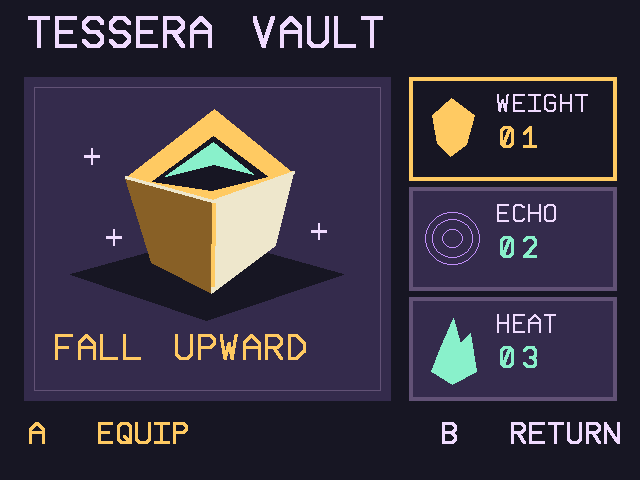 TESSERA VAULT
FALL UPWARD
WEIGHT
01
ECHO
02
HEAT
03
A EQUIP
B RETURN